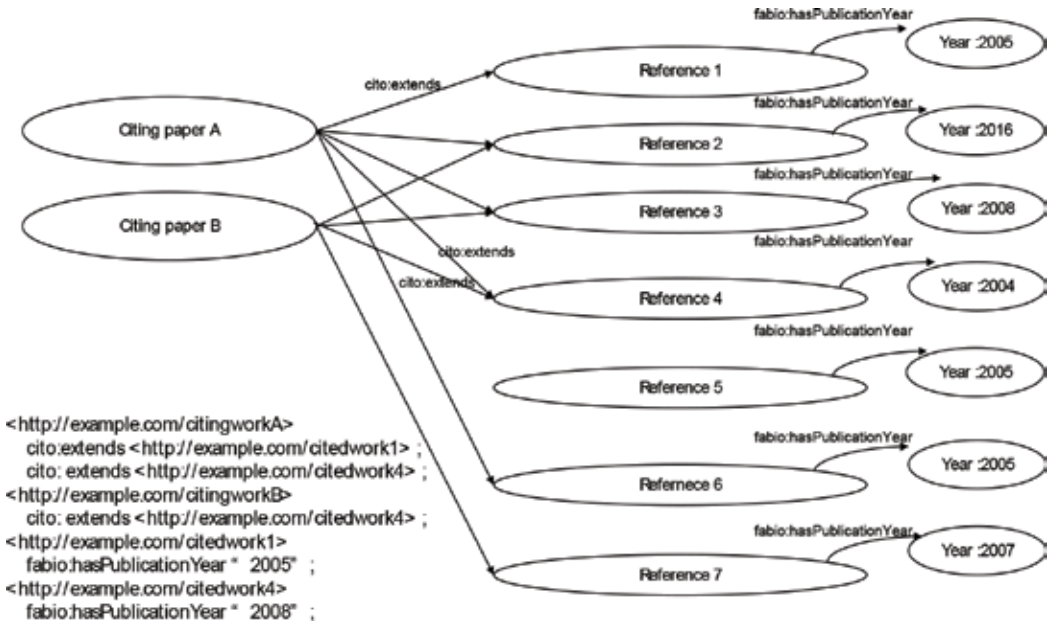 fabio:hasPublicationYear
Year :2005
Reference 1
cito:extends
fabio:hasPublicationYear
Citing paper A
Year :2016
Reference 2
fabio:hasPublicationYear
Citing paper B
Reference 3
Year :2008
fabio:hasPublicationYear
cito:extends
cito:extends
Reference 4
Year :2004
fabio:hasPublicationYear
Reference 5
Year :2005
fabio:hasPublicationYear
Refernece 6
Year :2005
fabio:hasPublicationYear
Reference 7
Year :2007
<http://example.com/citingworkA>
cito:extends <http://example.com/citedwork1> ;
cito: extends <http://example.com/citedwork4> ;
<http://example.com/citingworkB>
cito: extends <http://example.com/citedwork4> ;
<http://example.com/citedwork1>
fabio:hasPublicationYear “ 2005” ;
<http://example.com/citedwork4>
fabio:hasPublicationYear “ 2008” ;